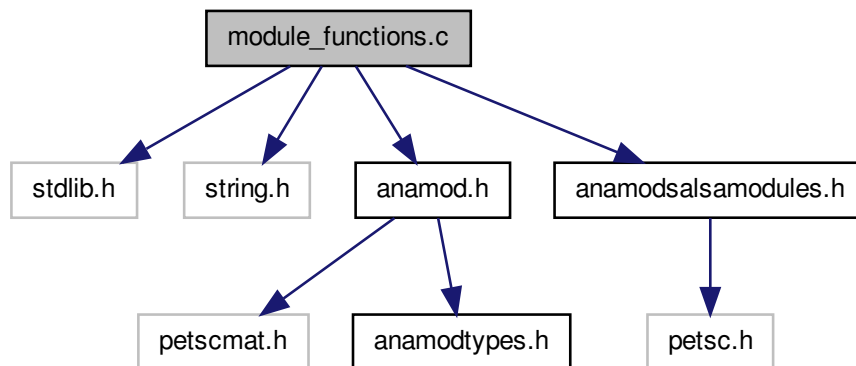 module_functions.c
stdlib.h
string.h
anamod.h
anamodsalsamodules.h
petscmat.h
anamodtypes.h
petsc.h